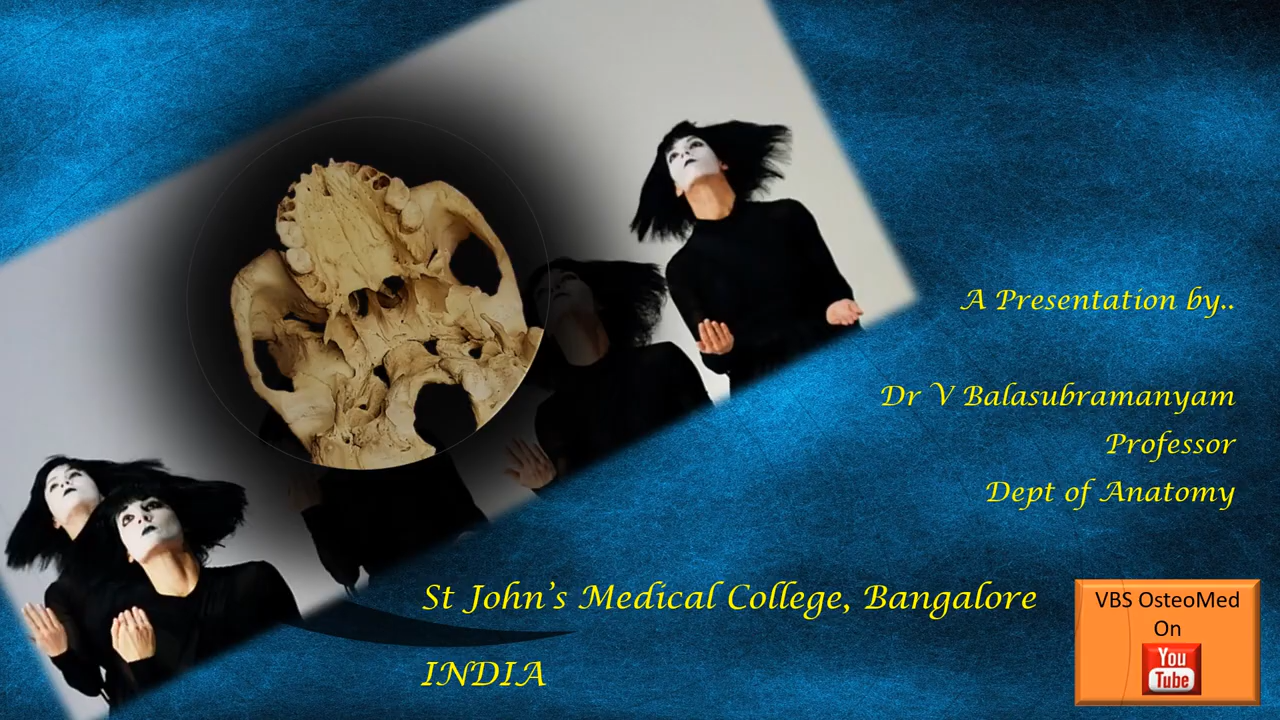 A Presentation by..
Dr V Balasubramanyam
Professor
Dept of Anatomy
St John's Medical College, Bangalore
INDIA
VBS OsteoMed
On
You
Tube